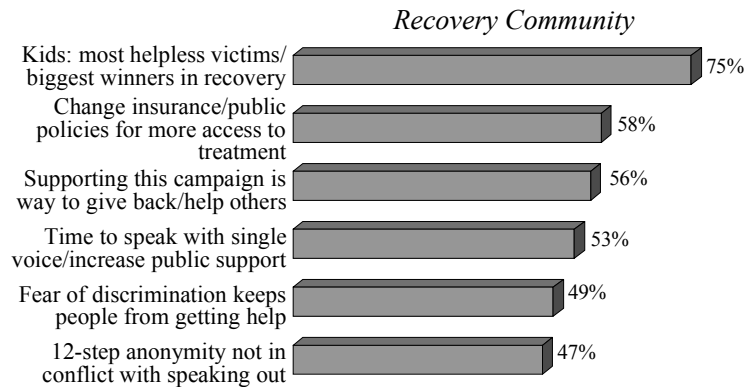 Recovery Community
Kids: most helpless victims/
biggest winners in recovery
75%
Change insurance/public
policies for more access to
treatment
58%
Supporting this campaign is
way to give back/help others
56%
Time to speak with single
voice/increase public support
53%
Fear of discrimination keeps
people from getting help
49%
12-step anonymity not in
conflict with speaking out
47%